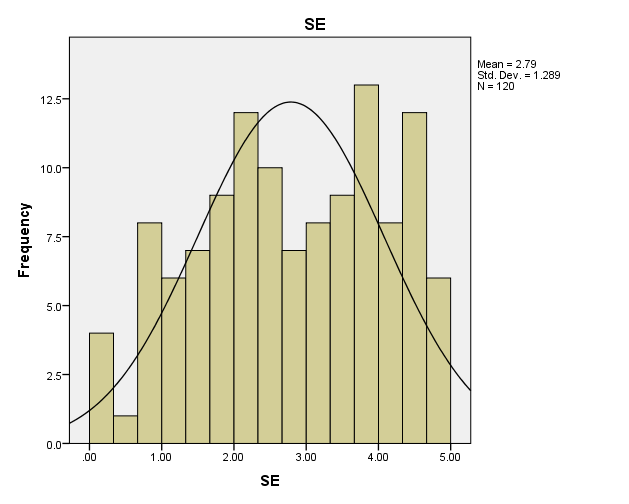 SE
Mean = 2.79
Std. Dev. = 1.289
N = 120
12.5
10.0
7.5
5.0
2.5
0.0
Frequency
.00 1.00 2.00 3.00 4.00 5.00
SE